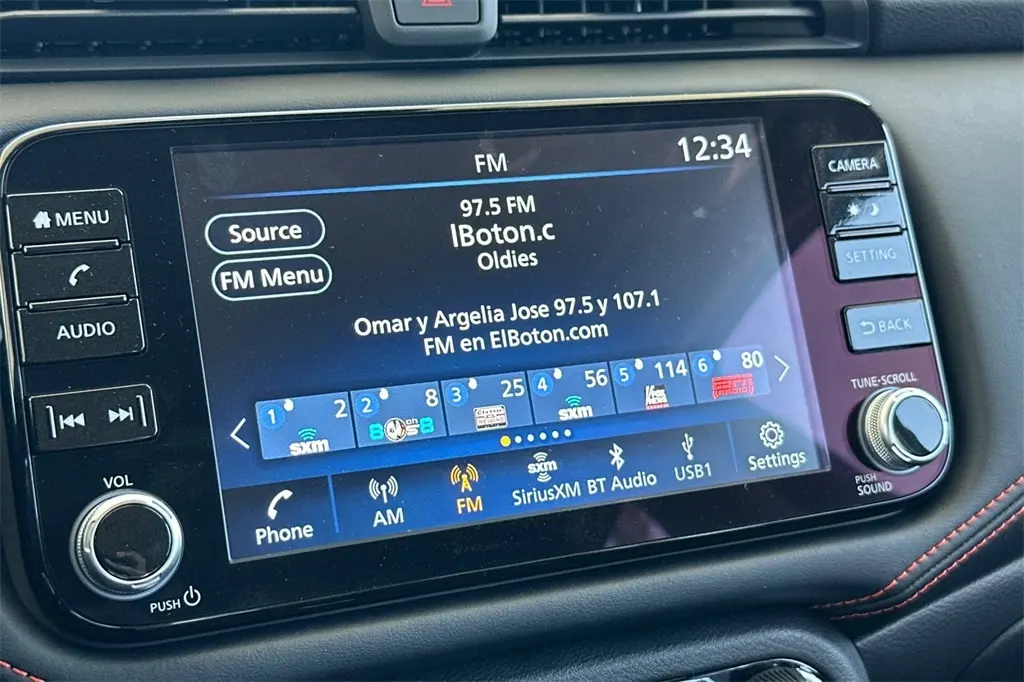 FM
12:34
CAMERA
MENU
97.5 FM
lBoton.c
Oldies
Source
FM Menu
SETTING
AUDIO
Omar y Argelia Jose 97.5 y 107.1
FM en ElBoton.com
BACK
TUNE·SCROLL
1 2
sxm
2 8
3 25
4 56
sxm
5 114
6 80
VOL
Phone
AM
FM
sxm
SiriusXM
BT Audio
USB1
Settings
PUSH
SOUND
PUSH